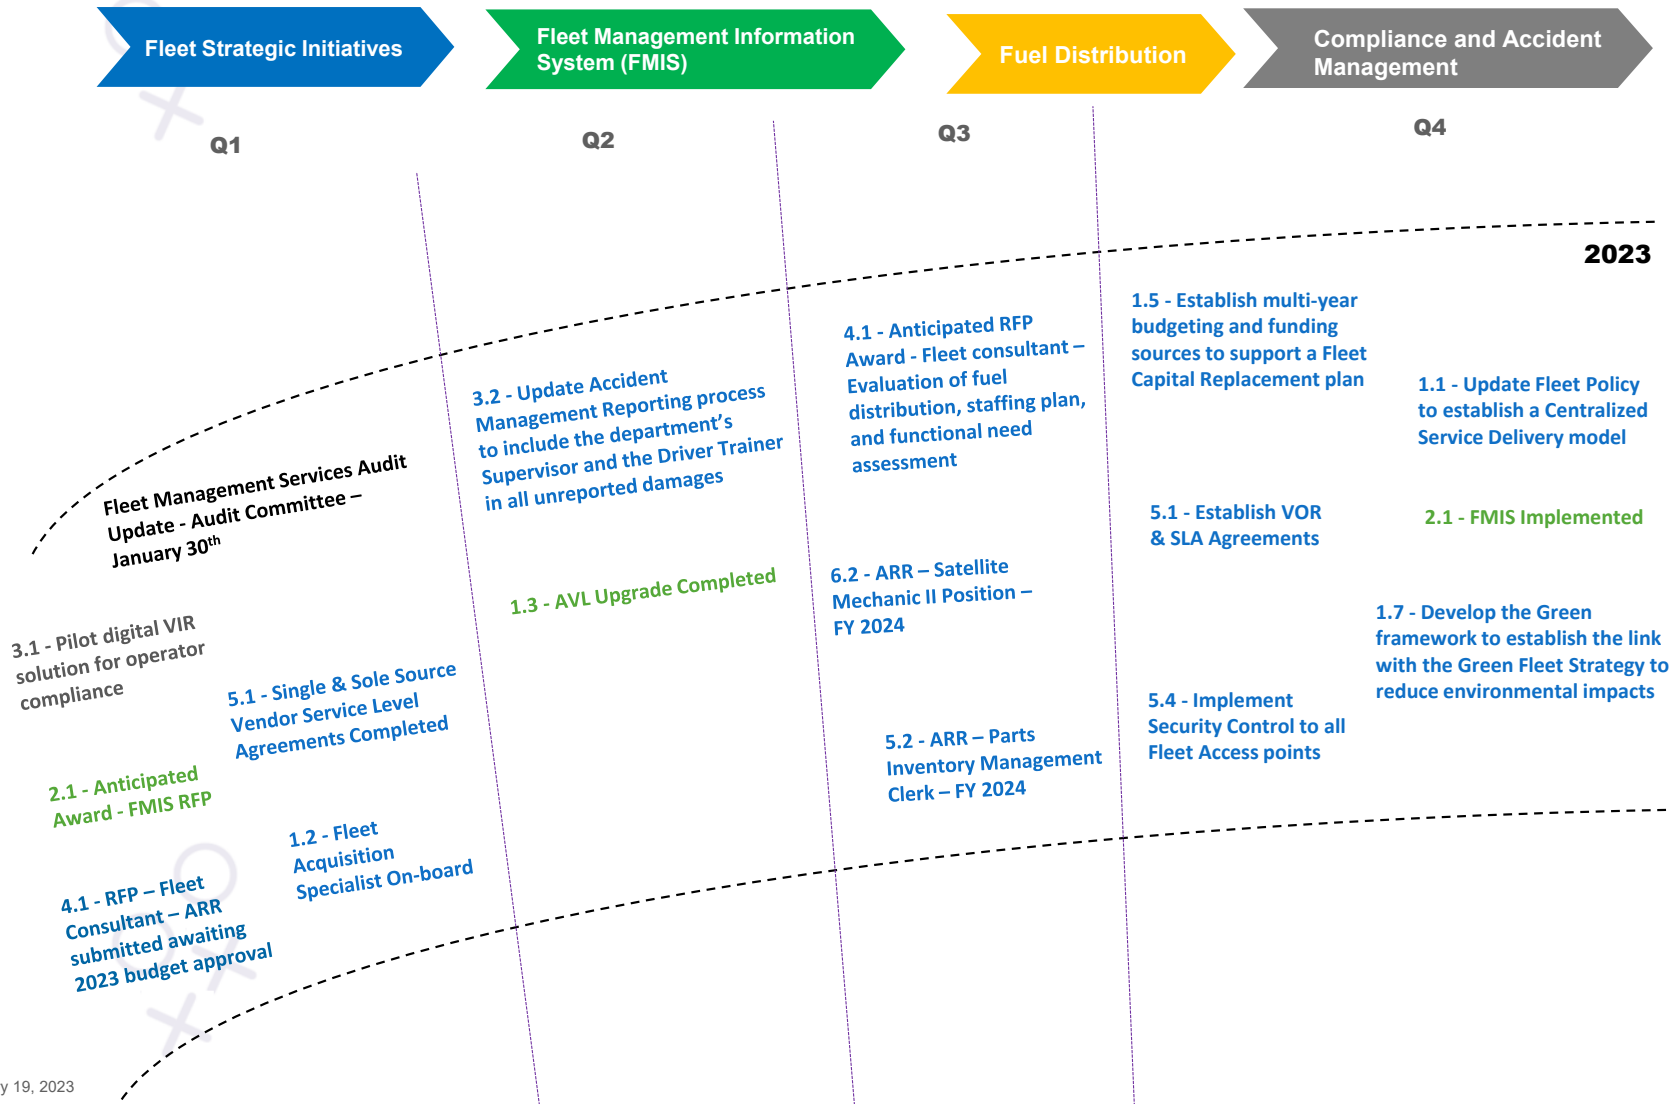 Fleet Strategic Initiatives
Fleet Management Information
System (FMIS)
Fuel Distribution
Compliance and Accident
Management
Q1
Q2
Q3
Q4
2023
Fleet Management Services Audit
Update - Audit Committee –
January 30th
3.1 - Pilot digital VIR
solution for operator
compliance
5.1 - Single & Sole Source
Vendor Service Level
Agreements Completed
2.1 - Anticipated
Award - FMIS RFP
1.2 - Fleet
Acquisition
Specialist On-board
4.1 - RFP – Fleet
Consultant – ARR
submitted awaiting
2023 budget approval
3.2 - Update Accident
Management Reporting process
to include the department’s
Supervisor and the Driver Trainer
in all unreported damages
1.3 - AVL Upgrade Completed
4.1 - Anticipated RFP
Award - Fleet consultant –
Evaluation of fuel
distribution, staffing plan,
and functional need
assessment
6.2 - ARR – Satellite
Mechanic II Position –
FY 2024
5.2 - ARR – Parts
Inventory Management
Clerk – FY 2024
1.5 - Establish multi-year
budgeting and funding
sources to support a Fleet
Capital Replacement plan
1.1 - Update Fleet Policy
to establish a Centralized
Service Delivery model
5.1 - Establish VOR
& SLA Agreements
2.1 - FMIS Implemented
1.7 - Develop the Green
framework to establish the link
with the Green Fleet Strategy to
reduce environmental impacts
5.4 - Implement
Security Control to all
Fleet Access points
y 19, 2023